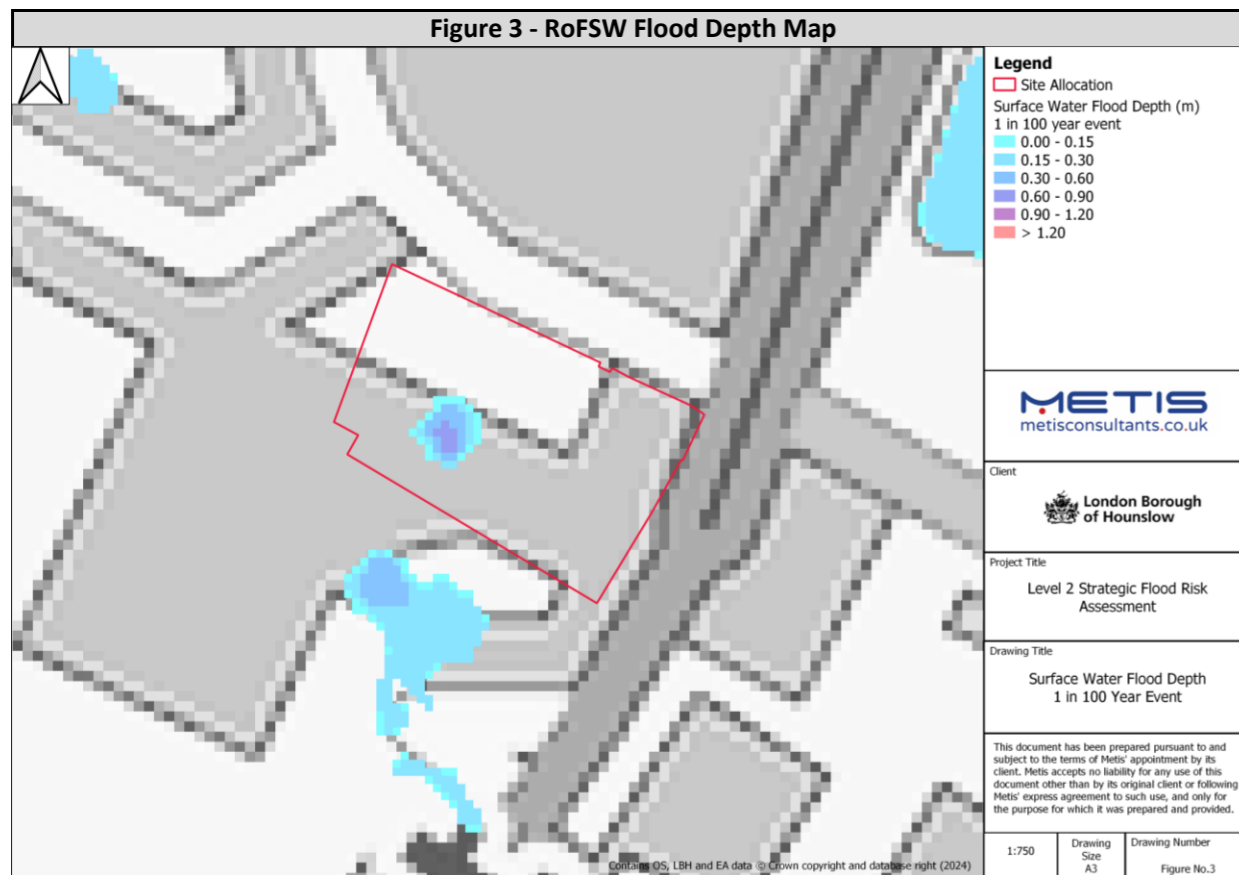 Figure 3 - RoFSW Flood Depth Map
Legend
Site Allocation
Surface Water Flood Depth (m)
1 in 100 year event
0.00 - 0.15
0.15 - 0.30
0.30 - 0.60
0.60 - 0.90
0.90 - 1.20
> 1.20
METIS
metisconsultants.co.uk
Client
London Borough
of Hounslow
Project Title
Level 2 Strategic Flood Risk
Assessment
Drawing Title
Surface Water Flood Depth
1 in 100 Year Event
This document has been prepared pursuant to and
subject to the terms of Metis' appointment by its
client. Metis accepts no liability for any use of this
document other than by its original client or following
Metis' express agreement to such use, and only for
the purpose for which it was prepared and provided.
1:750
Drawing
Size
A3
Drawing Number
Figure No.3
Contains OS, LBH and EA data © Crown copyright and database right (2024)